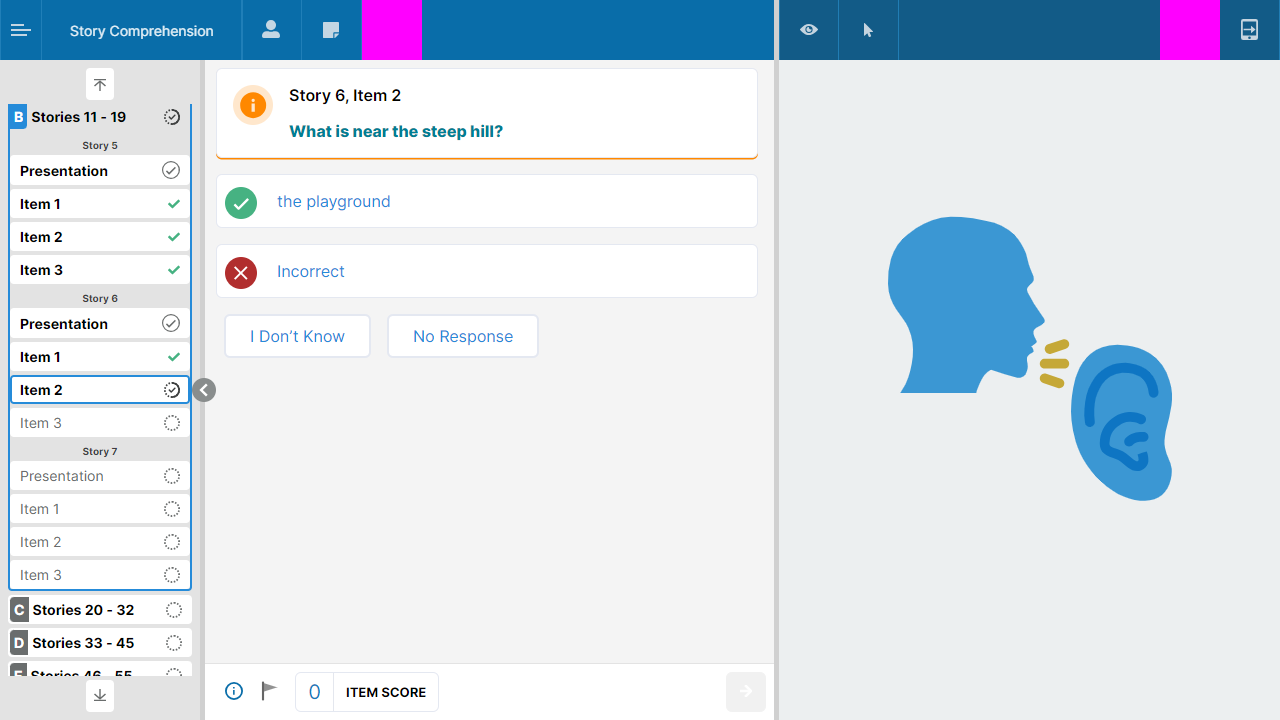 Story Comprehension
B Stories 11 - 19
Story 5
Presentation
Item 1
Item 2
Item 3
Story 6
Presentation
Item 1
Item 2
Item 3
Story 7
Presentation
Item 1
Item 2
Item 3
C Stories 20 - 32
D Stories 33 - 45
E Stories 46 - 55
Story 6, Item 2
What is near the steep hill?
the playground
Incorrect
I Don’t Know
No Response
0 ITEM SCORE